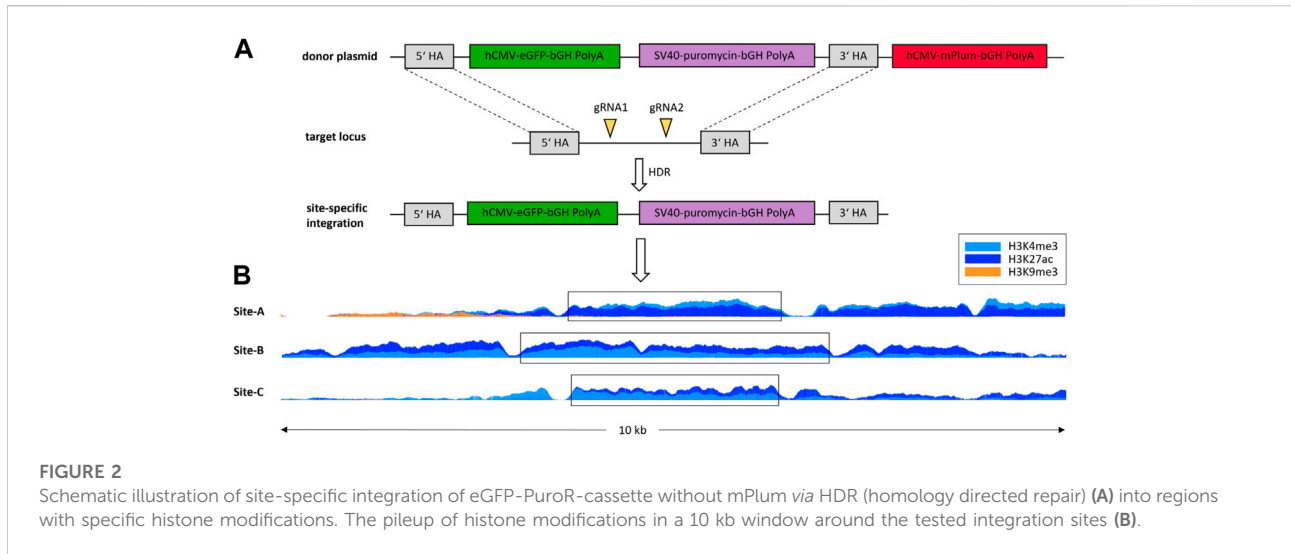 A
donor plasmid
5‘ HA
hCMV-eGFP-bGH PolyA
SV40-puromycin-bGH PolyA
3‘ HA
hCMV-mPlum-bGH PolyA
gRNA1
gRNA2
target locus
5‘ HA
3‘ HA
HDR
site-specific
integration
5‘ HA
hCMV-eGFP-bGH PolyA
SV40-puromycin-bGH PolyA
3‘ HA
B
H3K4me3
H3K27ac
H3K9me3
Site-A
Site-B
Site-C
10 kb
FIGURE 2
Schematic illustration of site-specific integration of eGFP-PuroR-cassette without mPlum via HDR (homology directed repair) (A) into regions
with specific histone modifications. The pileup of histone modifications in a 10 kb window around the tested integration sites (B).